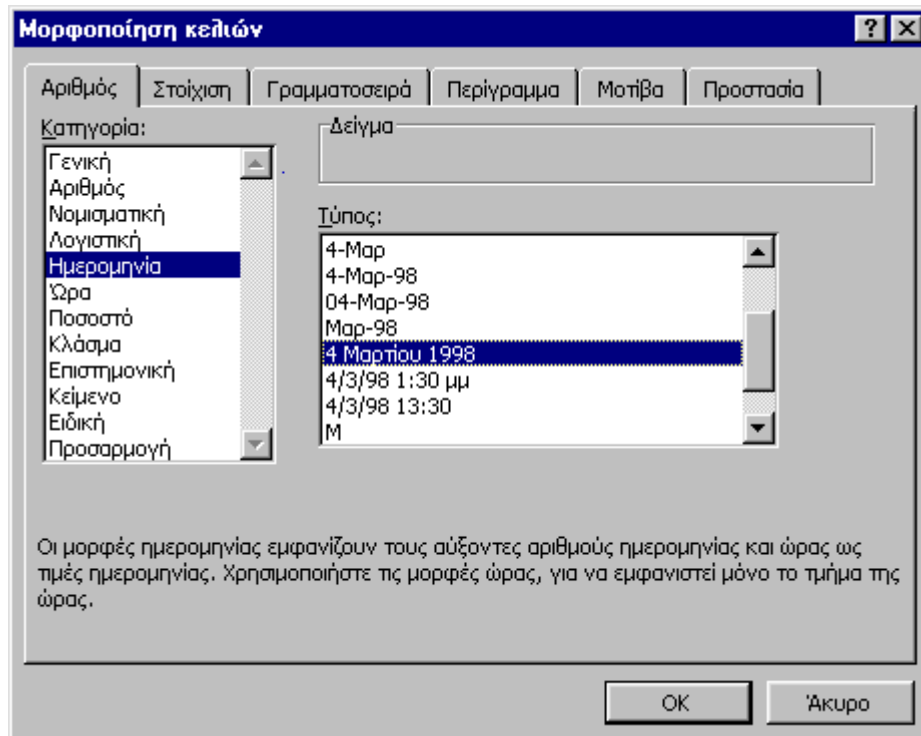 Μορφοποίηση κελιών
Αριθμός Στοίχιση Γραμματοσειρά Περίγραμμα Μοτίβα Προστασία
Κατηγορία:
Γενική
Αριθμός
Νομισματική
Λογιστική
Ημερομηνία
Ώρα
Ποσοστό
Κλάσμα
Επιστημονική
Κείμενο
Ειδική
Προσαρμογή
Δείγμα
Τύπος:
4-Μαρ
4-Μαρ-98
04-Μαρ-98
Μαρ-98
4 Μαρτίου 1998
4/3/98 1:30 μμ
4/3/98 13:30
Μ
Οι μορφές ημερομηνίας εμφανίζουν τους αύξοντες αριθμούς ημερομηνίας και ώρας ως
τιμές ημερομηνίας. Χρησιμοποιήστε τις μορφές ώρας, για να εμφανιστεί μόνο το τμήμα της
ώρας.
OK Άκυρο